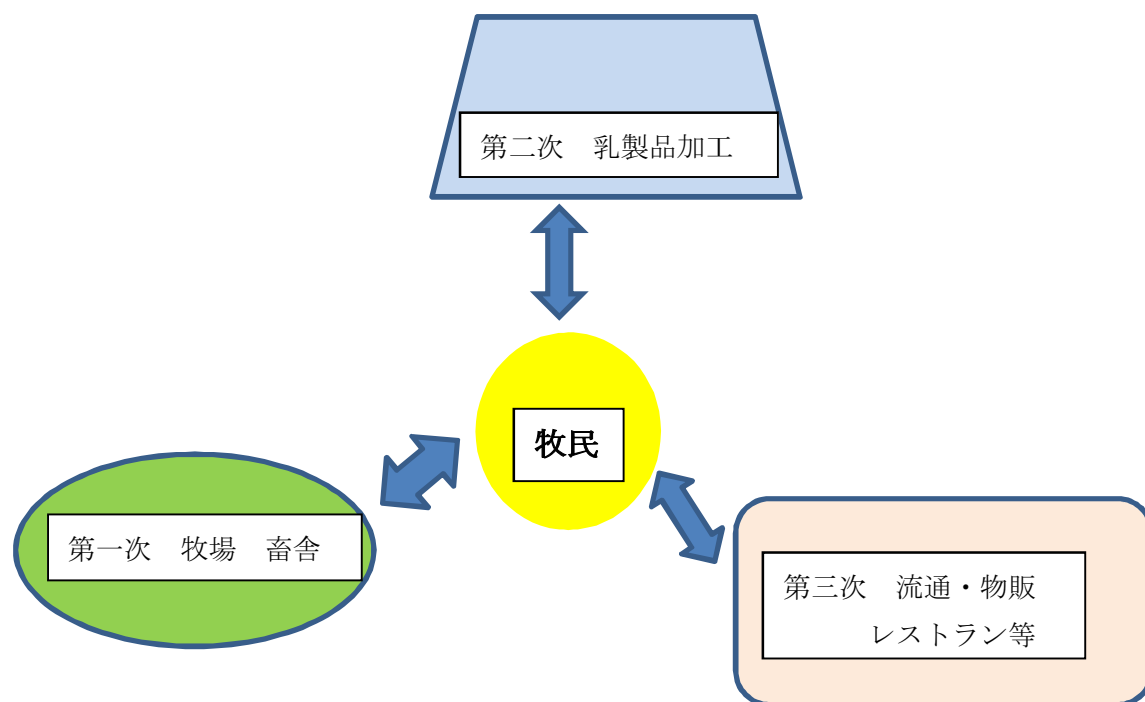 第二次　乳製品加工
牧民
第一次　牧場　畜舎
第三次　流通・物販
レストラン等